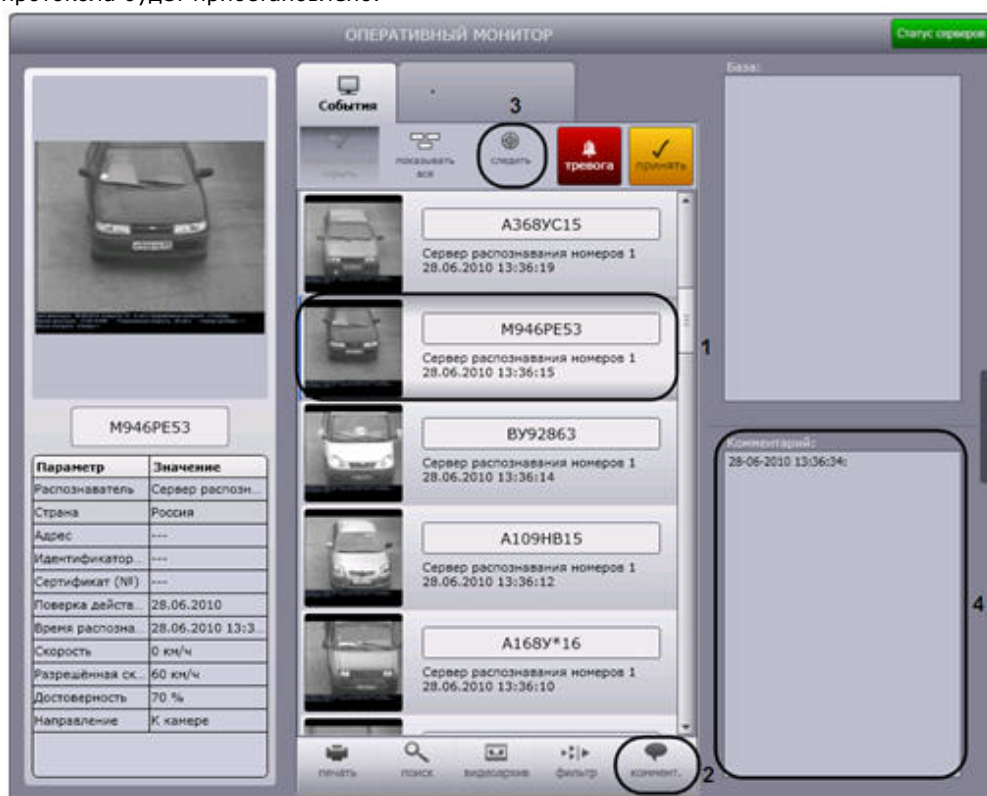 протокола будет приостановлено.
ОПЕРАТИВНЫЙ МОНИТОР
Статус серверов
База:
События
3
показывать
все
следить
тревога
принять
А368УС15
Сервер распознавания номеров 1
28.06.2010 13:36:19
М946РЕ53
Сервер распознавания номеров 1
28.06.2010 13:36:15
1
ВУ92863
Сервер распознавания номеров 1
28.06.2010 13:36:14
А109НВ15
Сервер распознавания номеров 1
28.06.2010 13:36:12
А168У*16
Сервер распознавания номеров 1
28.06.2010 13:36:10
печать
поиск
видеоархив
фильтр
коммент.
2
М946РЕ53
Параметр Значение
Распознаватель Сервер распозн...
Страна Россия
Адрес ---
Идентификатор... ---
Сертификат (№) ---
Поверка действ... 28.06.2010
Время распозна... 28.06.2010 13:3...
Скорость 0 км/ч
Разрешённая ск... 60 км/ч
Достоверность 70 %
Направление К камере
Комментарий:
28-06-2010 13:36:34:
4